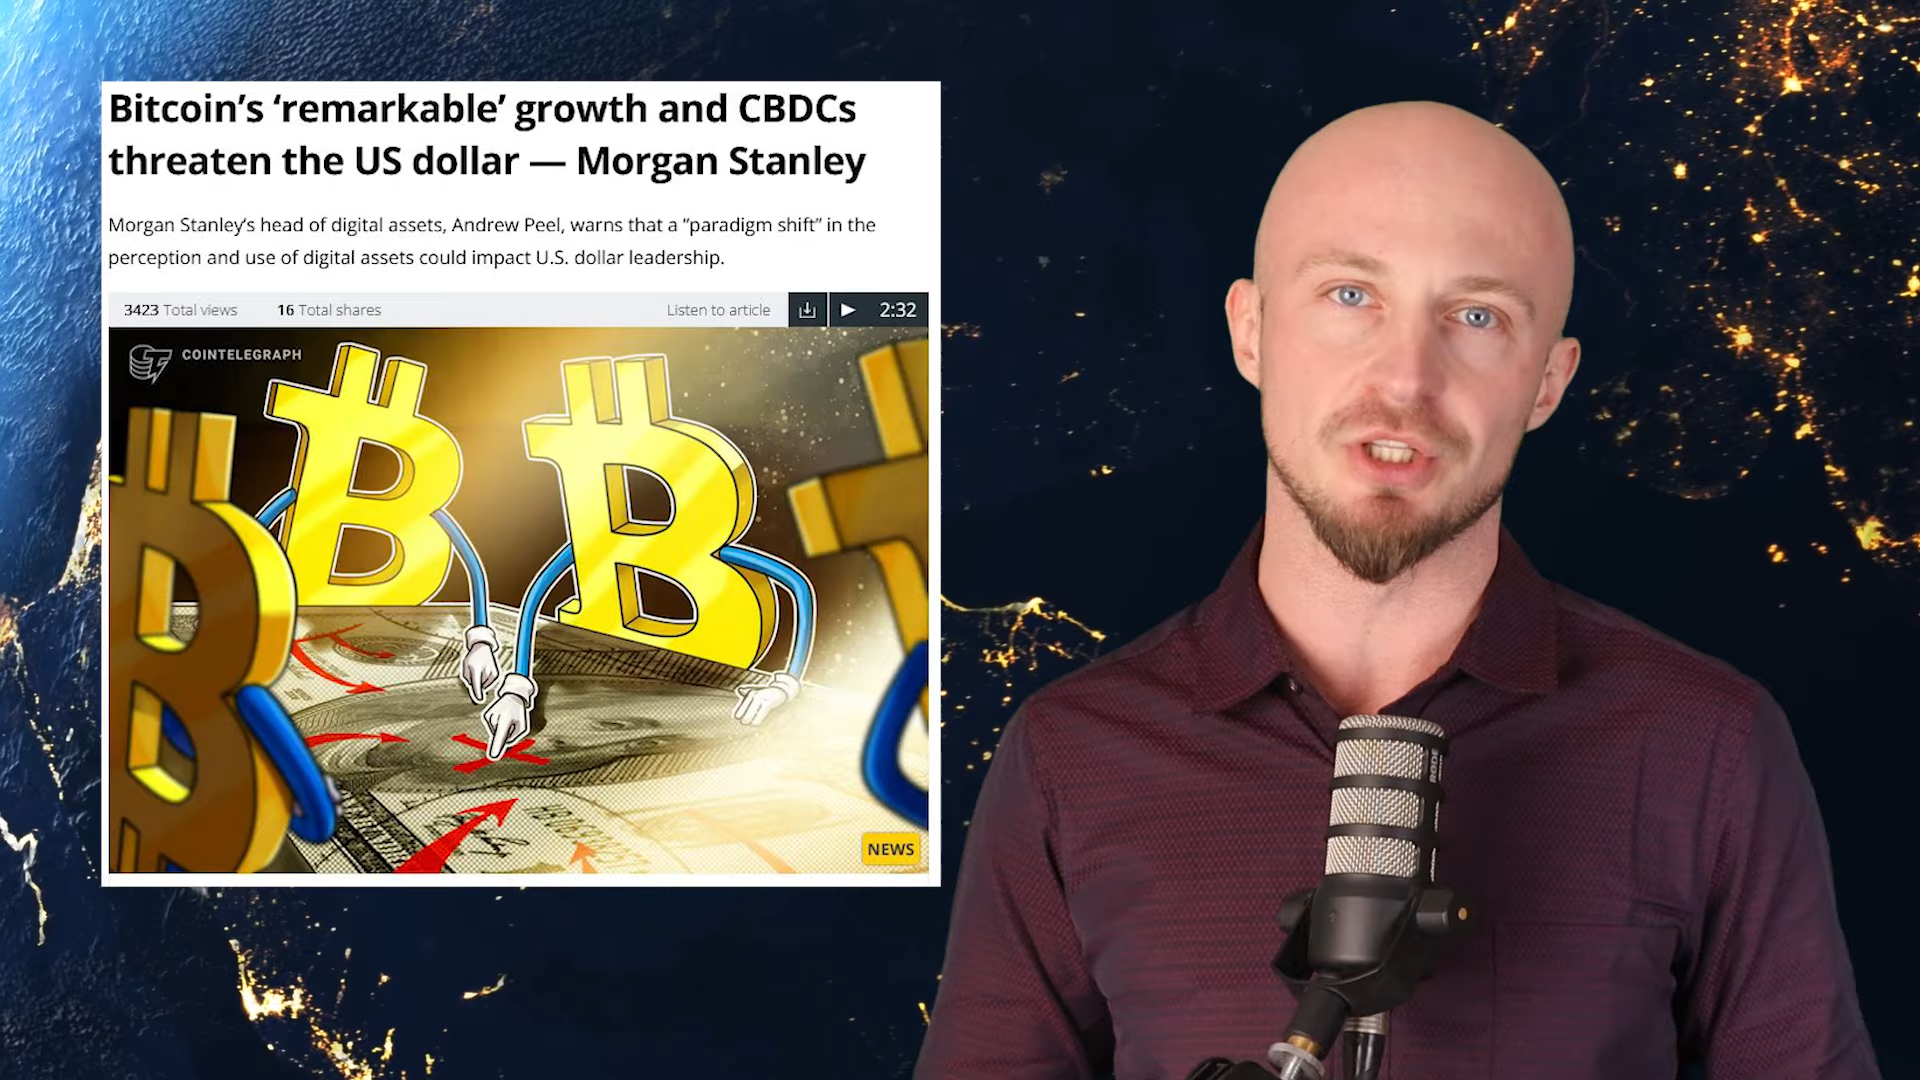 Bitcoin’s ‘remarkable’ growth and CBDCs
threaten the US dollar — Morgan Stanley
Morgan Stanley’s head of digital assets, Andrew Peel, warns that a “paradigm shift” in the
perception and use of digital assets could impact U.S. dollar leadership.
3423 Total views 16 Total shares Listen to article 2:32
COINTELEGRAPH
NEWS
RØDE